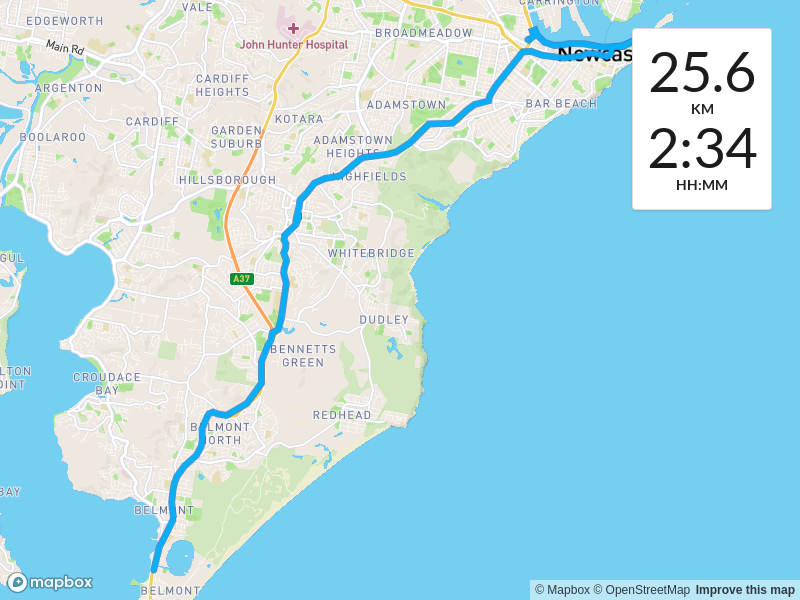 CARRINGTON
VALE
EDGEWORTH
BROADMEADOW
John Hunter Hospital
Main Rd
Newcas
25.6
KM
2:34
HH:MM
ARGENTON
CARDIFF
HEIGHTS
ADAMSTOWN
BAR BEACH
CARDIFF
KOTARA
BOOLAROO
GARDEN
SUBURB
ADAMSTOWN
HEIGHTS
HILLSBOROUGH
HIGHFIELDS
WHITEBRIDGE
GUL
A37
DUDLEY
BENNETTS
GREEN
LTON
POINT
CROUDACE
BAY
REDHEAD
BELMONT
NORTH
BAY
BELMONT
BELMONT
mapbox
© Mapbox © OpenStreetMap Improve this map